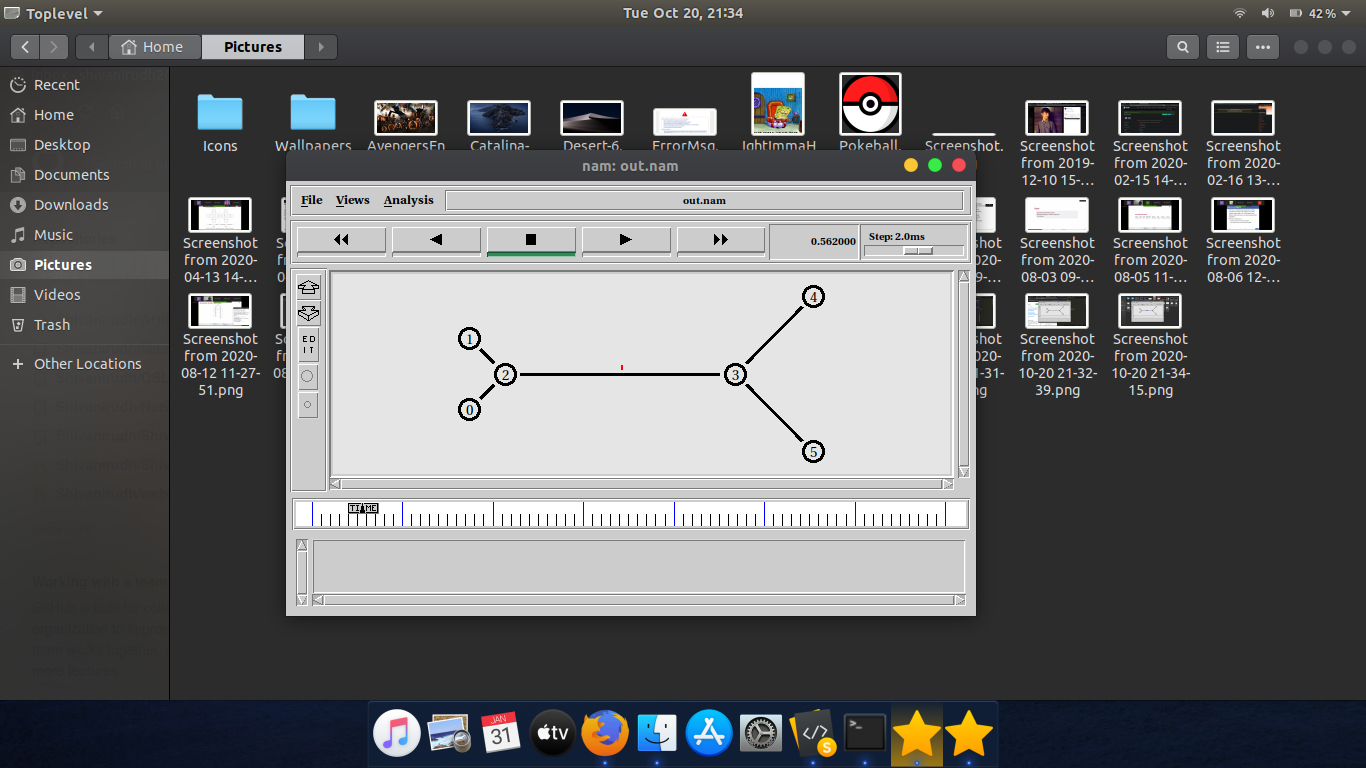 Toplevel
Tue Oct 20, 21:34
42 %
Home
Pictures
Recent
Home
Desktop
Documents
Downloads
Music
Pictures
Videos
Trash
Other Locations
Icons
Wallpapers
AvengersEn
Catalina-
Desert-6.
ErrorMsg.
IghtImmaH
Pokeball.
Screenshot.
Screenshot
from 2019-
12-10 15-...
Screenshot
from 2020-
02-15 14-...
Screenshot
from 2020-
02-16 13-...
Screenshot
from 2020-
04-13 14-...
Screenshot
from 2020-
08-03 09-...
Screenshot
from 2020-
08-05 11-...
Screenshot
from 2020-
08-06 12-...
Screenshot
from 2020-
08-12 11-27-
51.png
Screenshot
from 2020-
10-20 21-32-
39.png
Screenshot
from 2020-
10-20 21-34-
15.png
nam: out.nam
File Views Analysis
out.nam
0.562000
Step: 2.0ms
ED
IT
1
2
0
3
4
5
TIME
JAN
31
tv
S